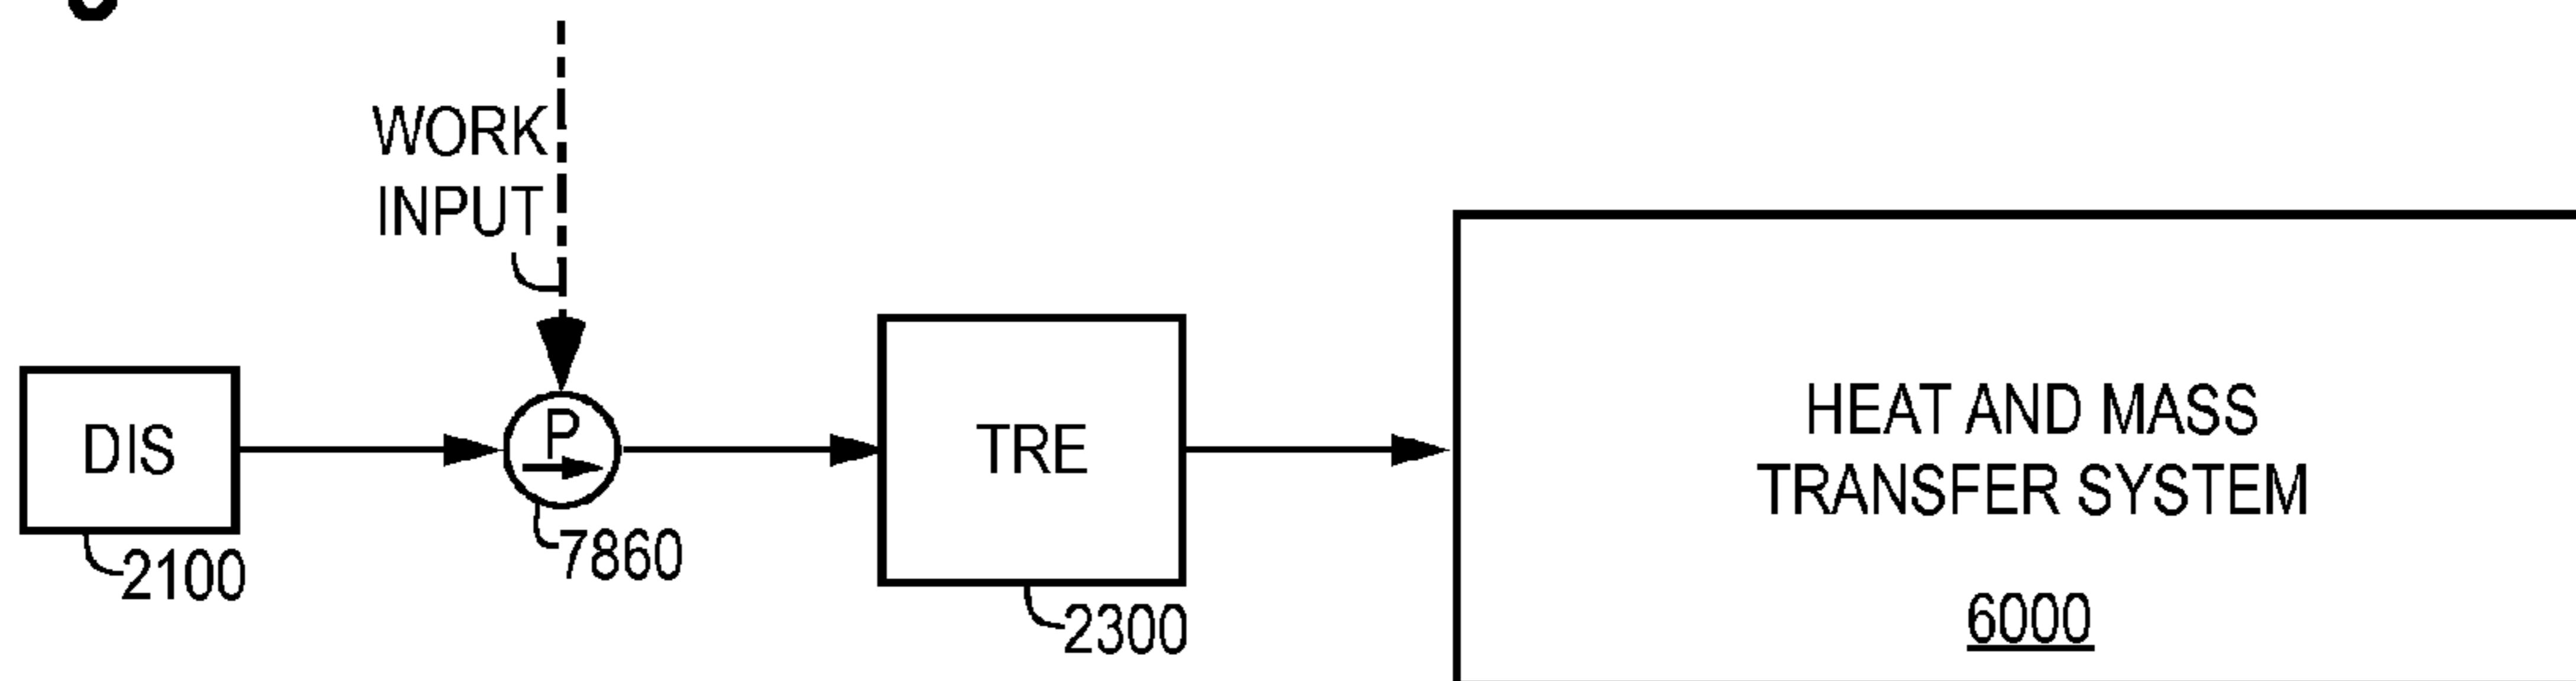 WORK
INPUT
DIS
P
TRE
HEAT AND MASS
TRANSFER SYSTEM
2100
7860
2300
6000